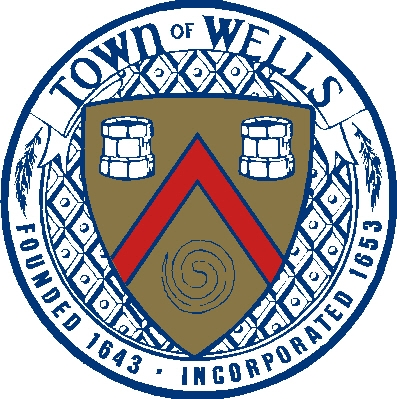 TOWN OF WELLS
FOUNDED 1643 · INCORPORATED 1653